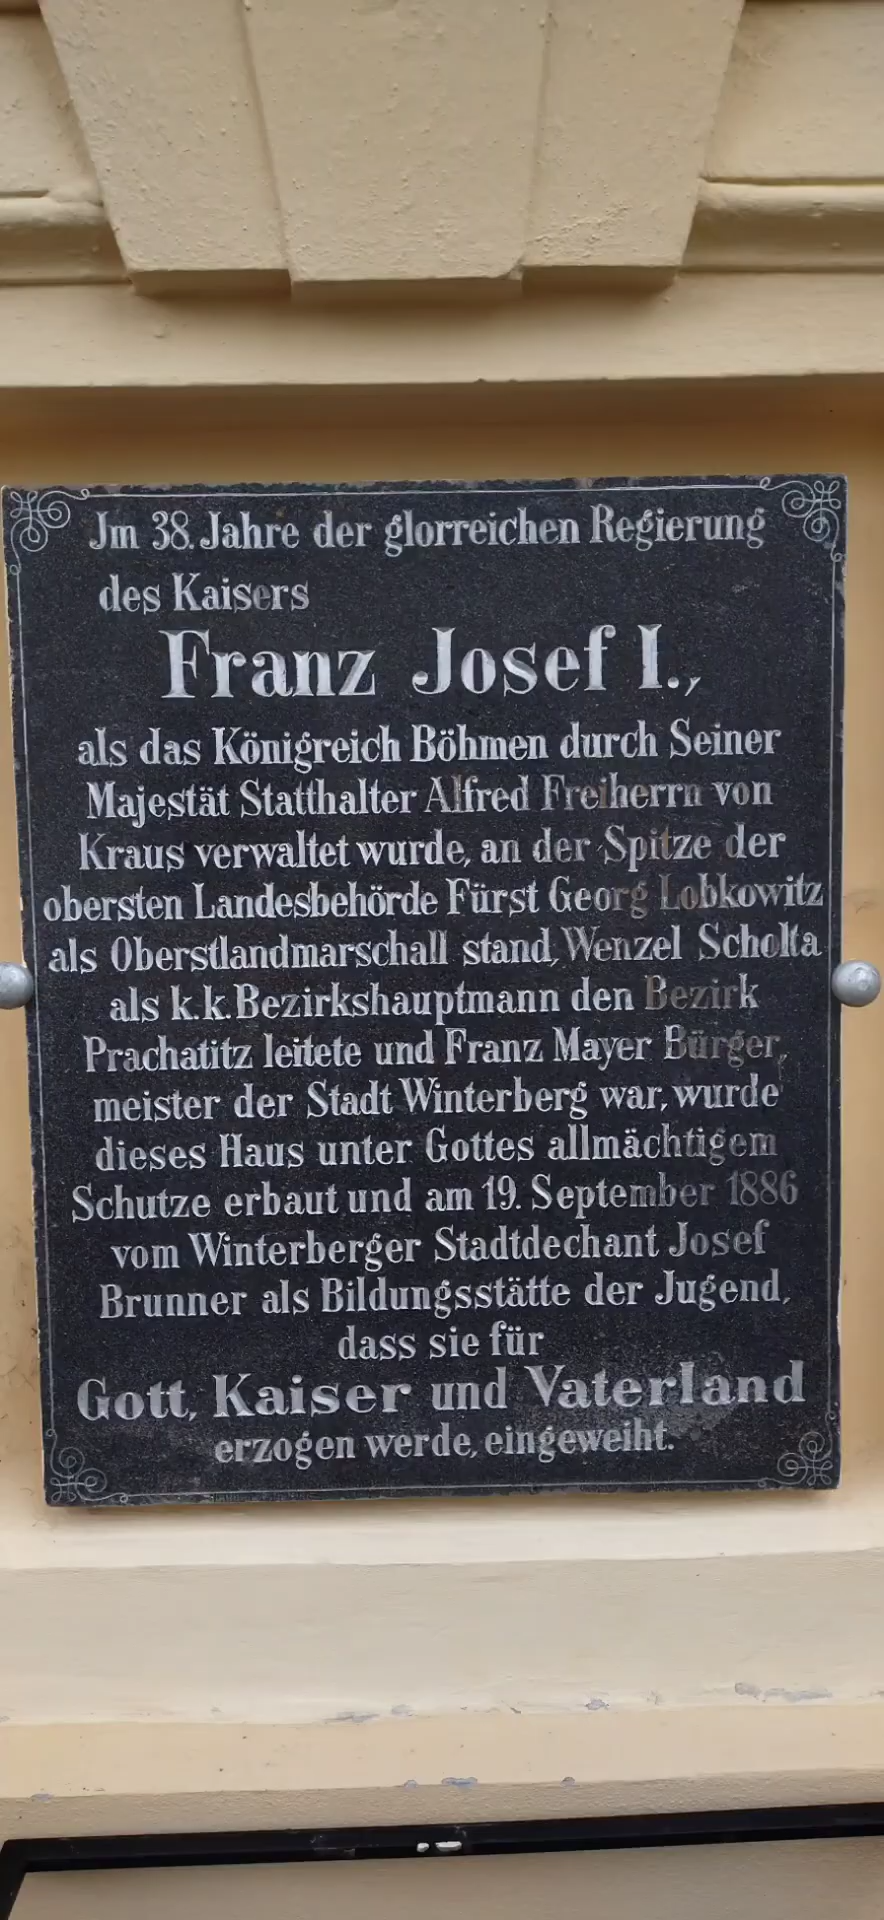 Im 38. Jahre der glorreichen Regierung
des Kaisers
Franz Josef I.,
als das Königreich Böhmen durch Seiner
Majestät Statthalter Alfred Freiherrn von
Kraus verwaltet wurde, an der Spitze der
obersten Landesbehörde Fürst Georg Lobkowitz
als Oberstlandmarschall stand, Wenzel Scholta
als k.k. Bezirkshauptmann den Bezirk
Prachatitz leitete und Franz Mayer Bürger,
meister der Stadt Winterberg war, wurde
dieses Haus unter Gottes allmächtigem
Schutze erbaut und am 19. September 1886
vom Winterberger Stadtdechant Josef
Brunner als Bildungsstätte der Jugend,
dass sie für
Gott, Kaiser und Vaterland
erzogen werde, eingeweiht.